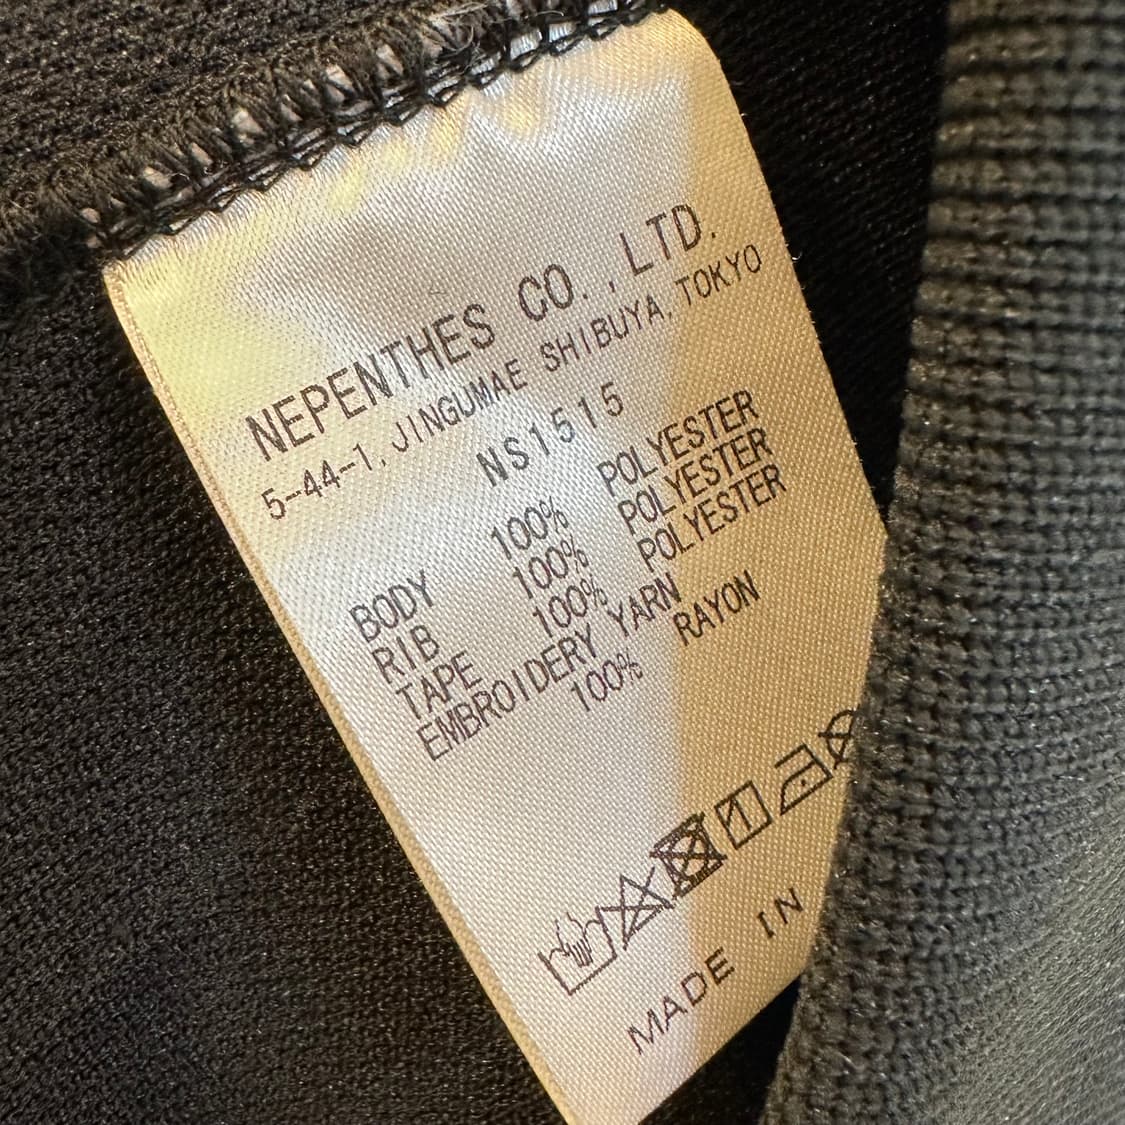 NEPENTHES CO.,LTD.
5-44-1,JINGUMAE SHIBUYA,TOKYO
NS1515
BODY 100% POLYESTER
RIB 100% POLYESTER
TAPE 100% POLYESTER
EMBROIDERY YARN
100% RAYON
MADE IN